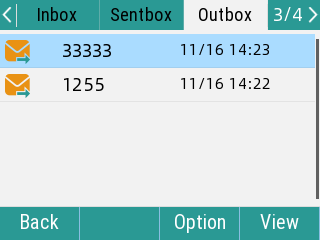 Inbox Sentbox Outbox 3/4
33333 11/16 14:23
1255 11/16 14:22
Back Option View